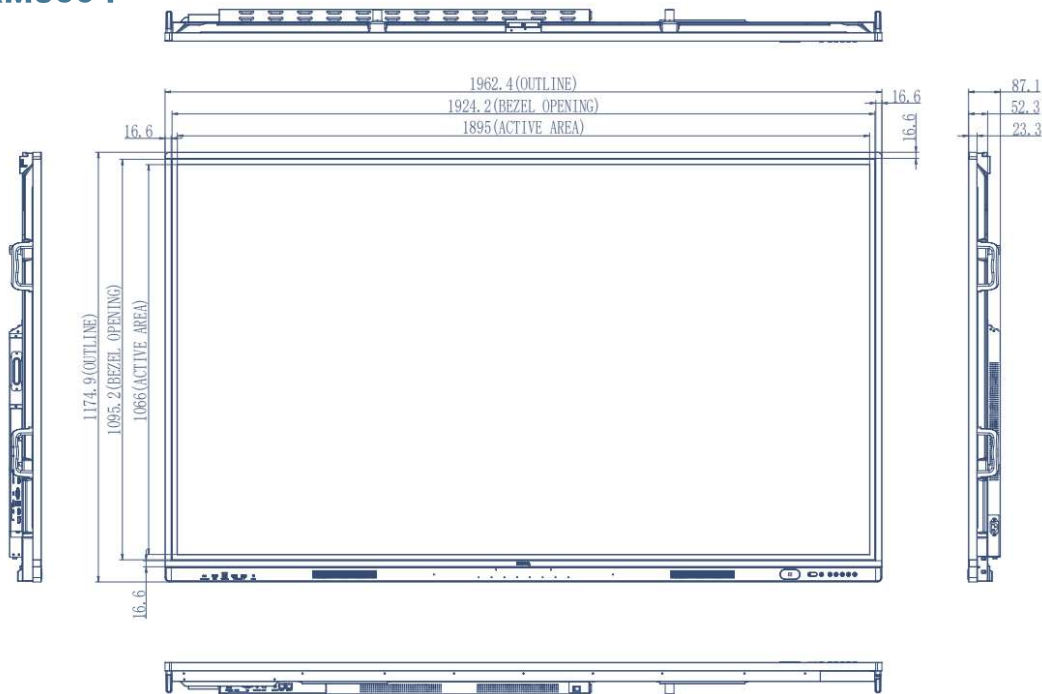 1962.4(OUTLINE)
87.1
1924.2(BEZEL OPENING)
16.6
52.3
16.6
1895(ACTIVE AREA)
16.6
23.3
1174.9(OUTLINE)
1095.2(BEZEL OPENING)
1066(ACTIVE AREA)
16.6